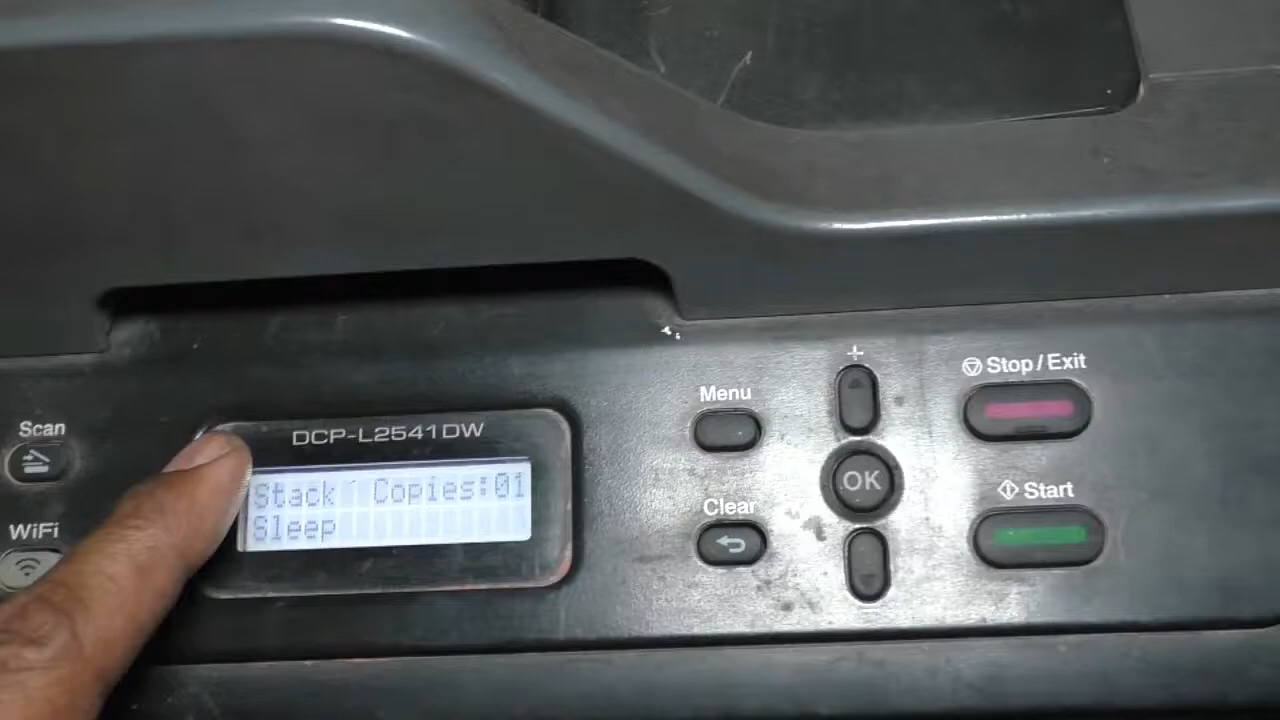 Scan
WiFi
DCP-L2541DW
Stack Copies:01
Sleep
Menu
Clear
+
OK
Stop/Exit
Start